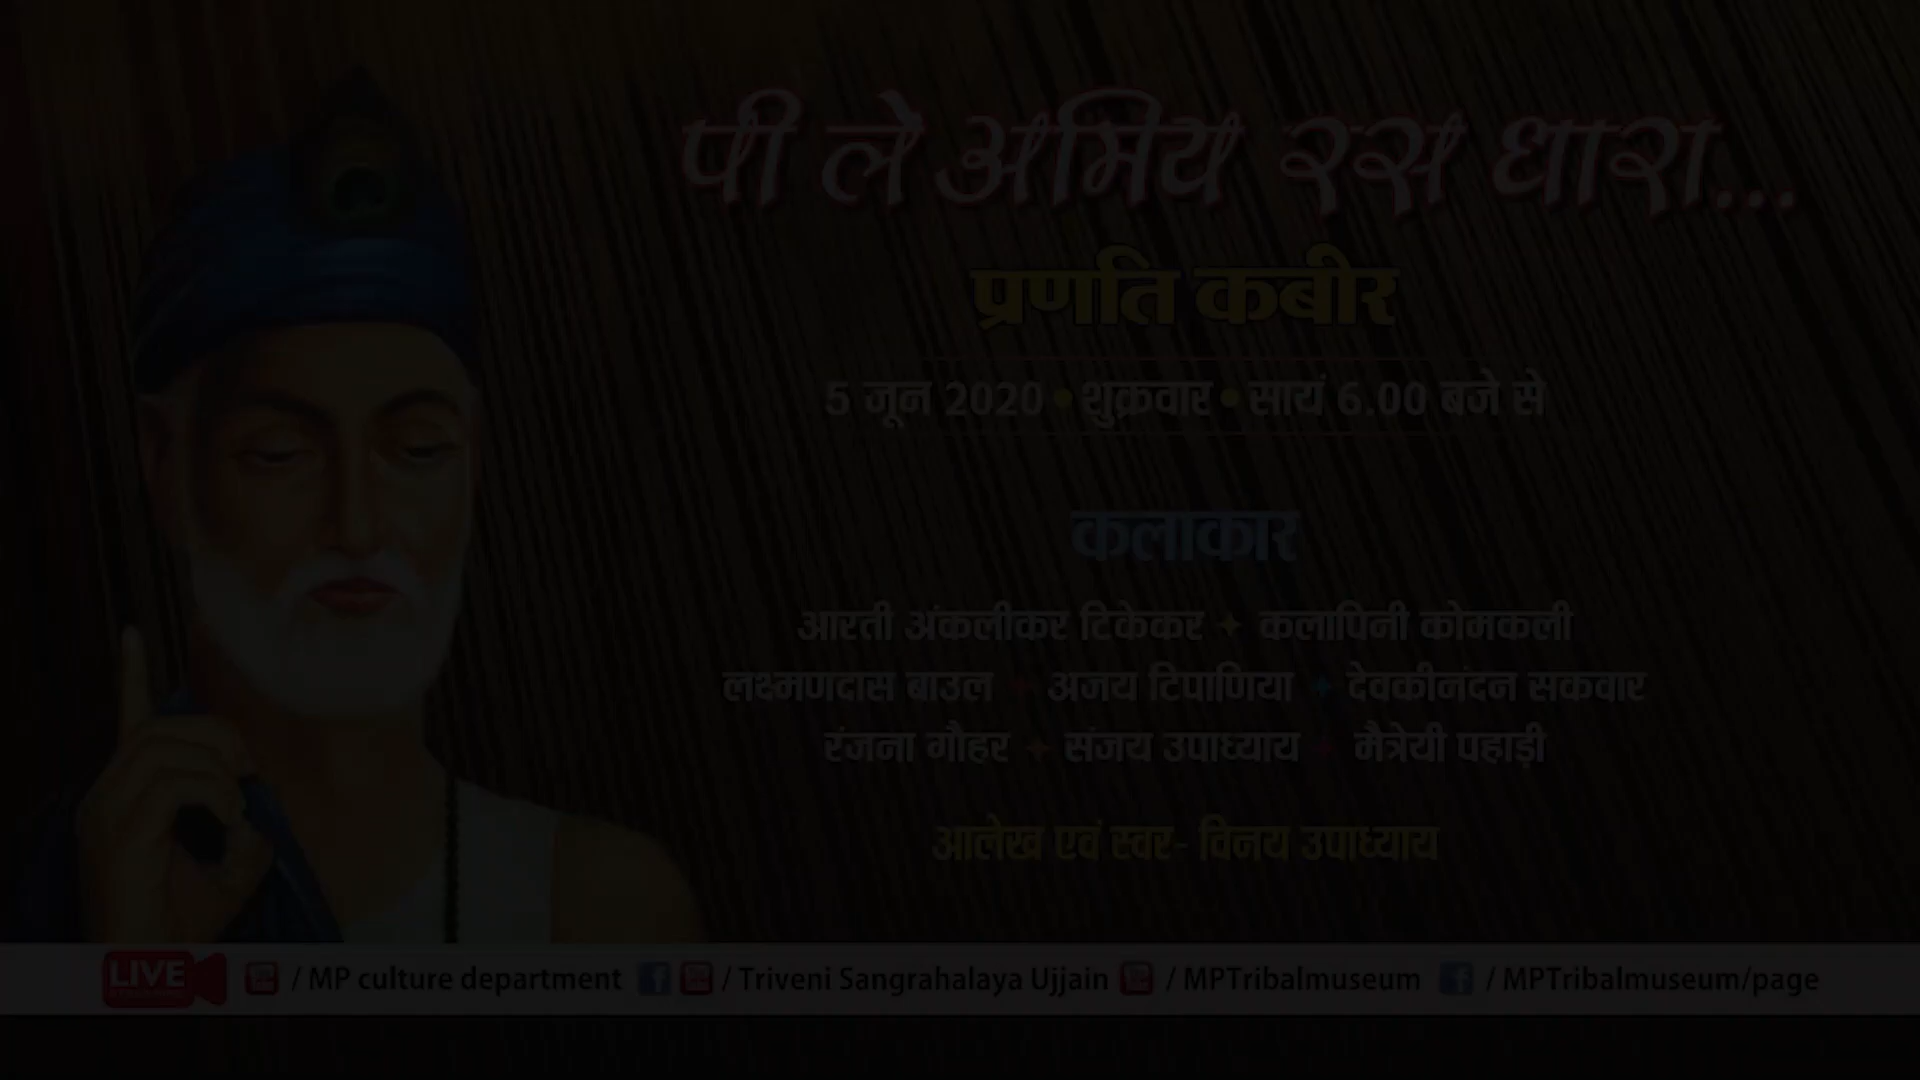 पी ले अमिय रस धारा...
प्रणति कबीर
5 जून 2020 • शुक्रवार • सायं 6.00 बजे से
कलाकार
आरती अंकलीकर टिकेकर ✦ कलापिनी कोमकली
लक्ष्मणदास बाउल ✦ अजय टिपाणिया ✦ देवकीनंदन सकवार
रंजना गौहर ✦ संजय उपाध्याय ✦ मैत्रेयी पहाड़ी
आलेख एवं स्वर- विनय उपाध्याय
LIVE / MP culture department / Triveni Sangrahalaya Ujjain / MPTribalmuseum / MPTribalmuseum/page